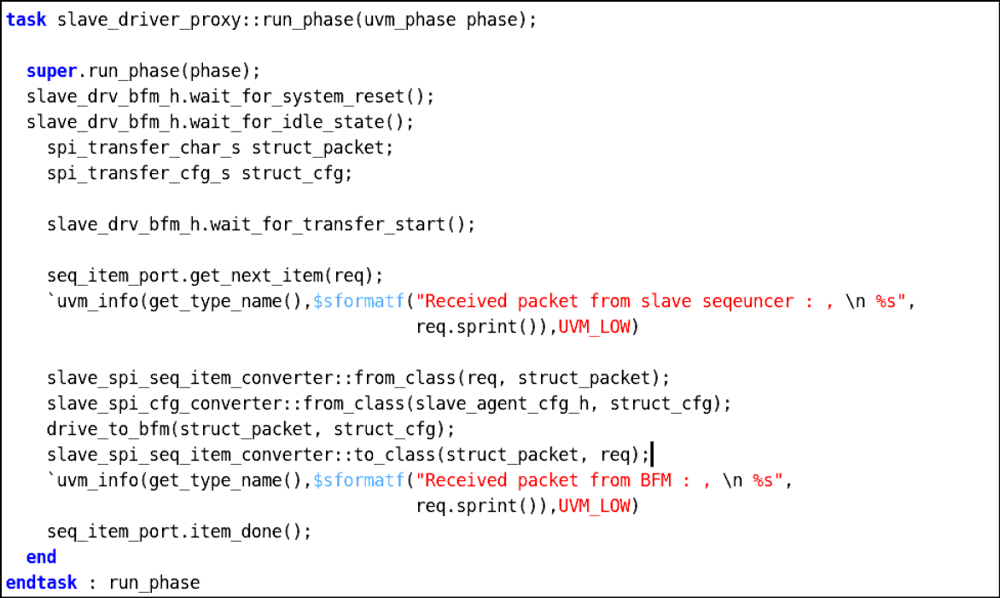 task slave_driver_proxy::run_phase(uvm_phase phase);
super.run_phase(phase);
slave_drv_bfm_h.wait_for_system_reset();
slave_drv_bfm_h.wait_for_idle_state();
spi_transfer_char_s struct_packet;
spi_transfer_cfg_s struct_cfg;
slave_drv_bfm_h.wait_for_transfer_start();
seq_item_port.get_next_item(req);
`uvm_info(get_type_name(),$sformatf("Received packet from slave seqeuncer : , \n %s",
req.sprint()),UVM_LOW)
slave_spi_seq_item_converter::from_class(req, struct_packet);
slave_spi_cfg_converter::from_class(slave_agent_cfg_h, struct_cfg);
drive_to_bfm(struct_packet, struct_cfg);
slave_spi_seq_item_converter::to_class(struct_packet, req);
`uvm_info(get_type_name(),$sformatf("Received packet from BFM : , \n %s",
req.sprint()),UVM_LOW)
seq_item_port.item_done();
end
endtask : run_phase